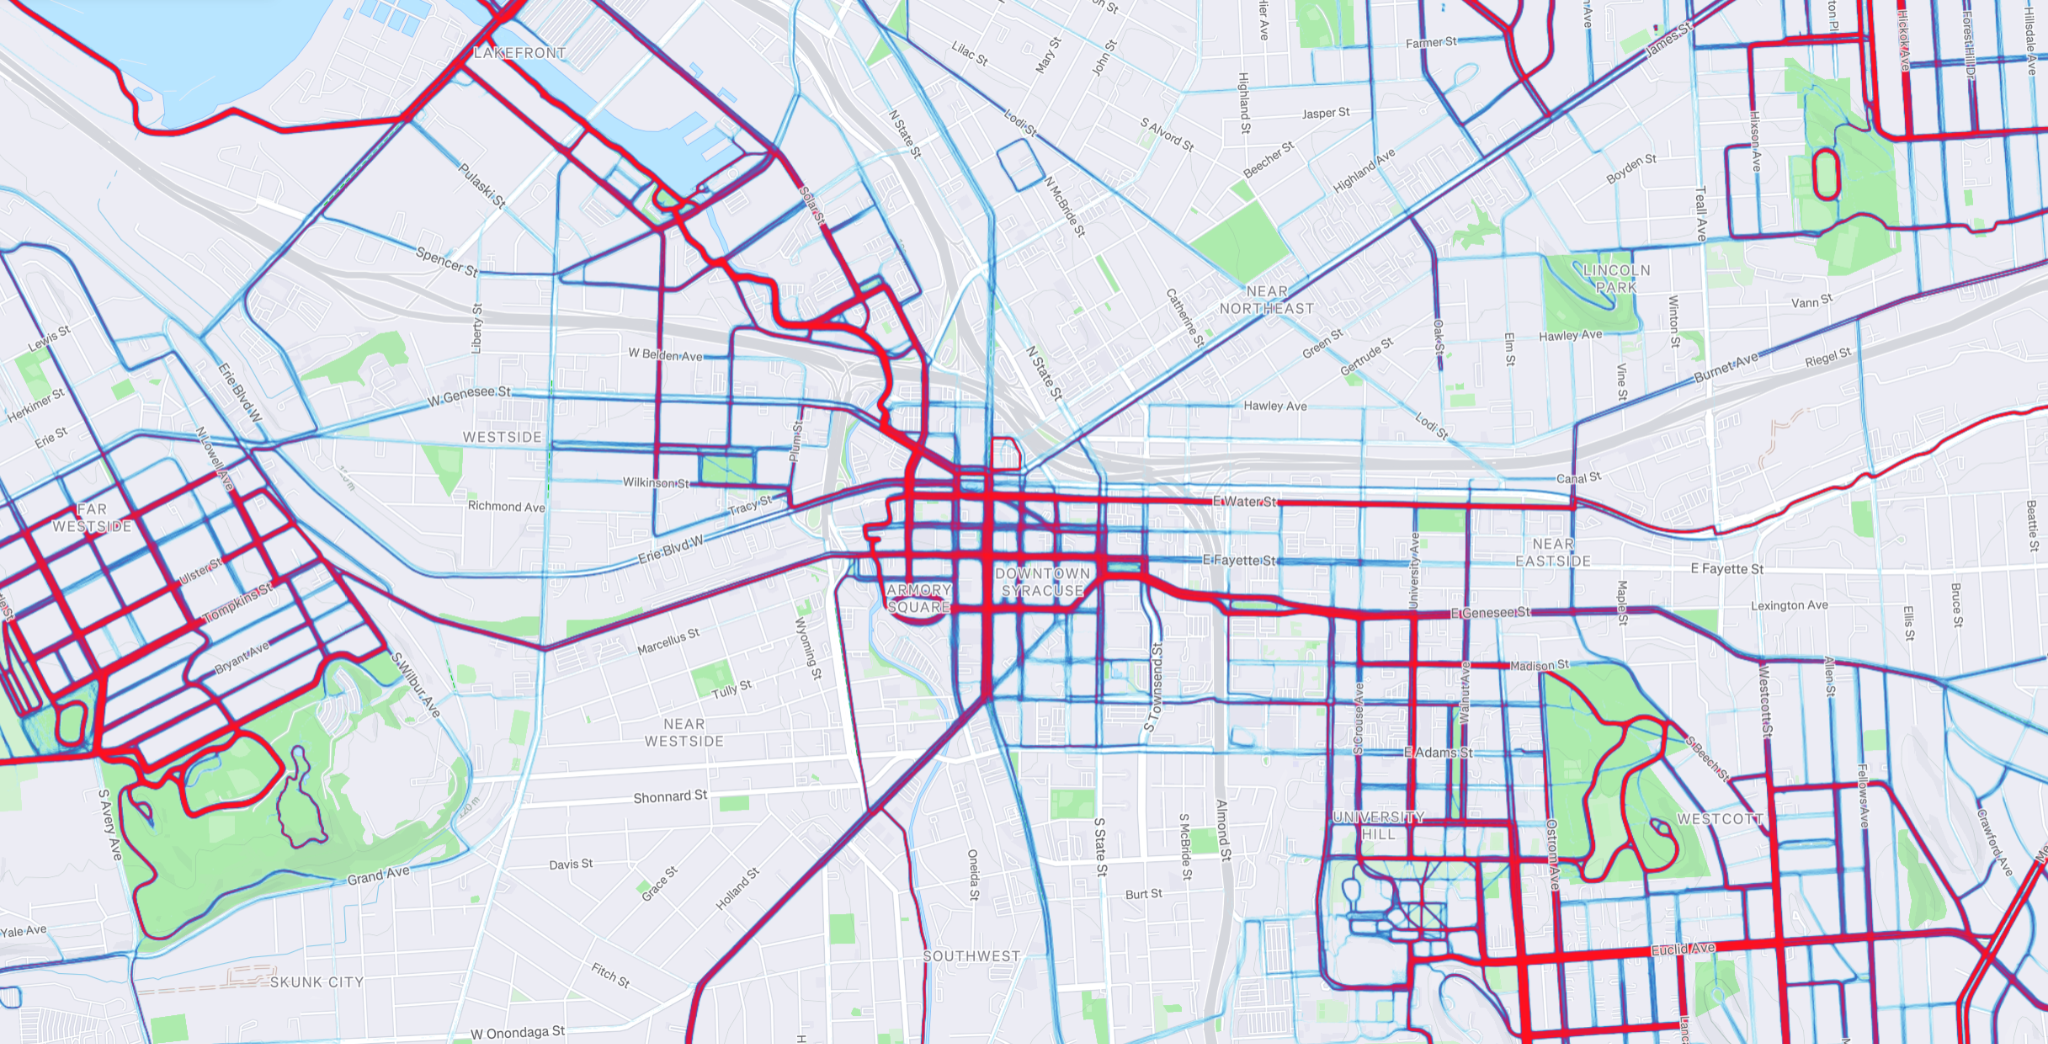 LAKEFRONT
Lilac St
Mary St
John St
Farmer St
James St
Hickok Ave
Forest Hill Dr
Hillsdale Ave
N State St
Lodi St
S Alvord St
Highland St
Jasper St
Beecher St
Highland Ave
Boyden St
Hixson Ave
Teall Ave
Pulaski St
Solar St
N McBride St
Spencer St
NEAR
NORTHEAST
LINCOLN
PARK
Vann St
Winton St
Lewis St
Liberty St
Catherine St
Green St
Gertrude St
Oak St
Elm St
Hawley Ave
Vine St
Burnet Ave
Riegel St
W Belden Ave
Erie Blvd W
N State St
Herkimer St
Erie St
W Genesee St
WESTSIDE
Plum St
Hawley Ave
Lodi St
N Lowell Ave
Wilkinson St
Tracy St
Richmond Ave
Canal St
E Water St
FAR
WESTSIDE
Erie Blvd W
E Fayette St
University Ave
NEAR
EASTSIDE
E Fayette St
Beattie St
Ulster St
Tompkins St
ARMORY
SQUARE
DOWNTOWN
SYRACUSE
E Genesee St
Maple St
Lexington Ave
Ellis St
Bruce St
Bryant Ave
Marcellus St
Wyoming St
S Wilbur Ave
Tully St
S Townsend St
S Crouse Ave
Walnut Ave
Madison St
Westcott St
Allen St
NEAR
WESTSIDE
E Adams St
S Beech St
S Avery Ave
Shonnard St
UNIVERSITY
HILL
WESTCOTT
Fellows Ave
Crawford Ave
Grand Ave
Davis St
Grace St
Holland St
Oneida St
S State St
S McBride St
Almond St
Ostrom Ave
Burt St
Yale Ave
SKUNK CITY
Fitch St
SOUTHWEST
Euclid Ave
W Onondaga St